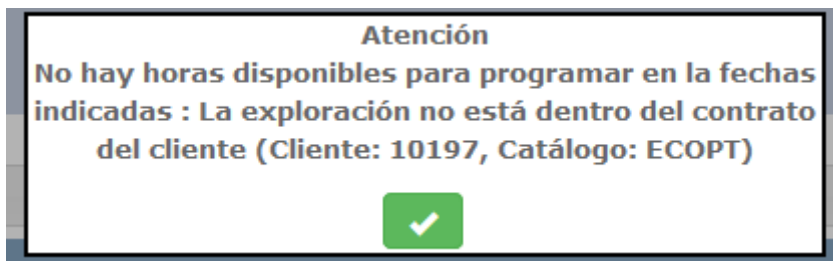 Atención
No hay horas disponibles para programar en la fechas
indicadas : La exploración no está dentro del contrato
del cliente (Cliente: 10197, Catálogo: ECOPT)